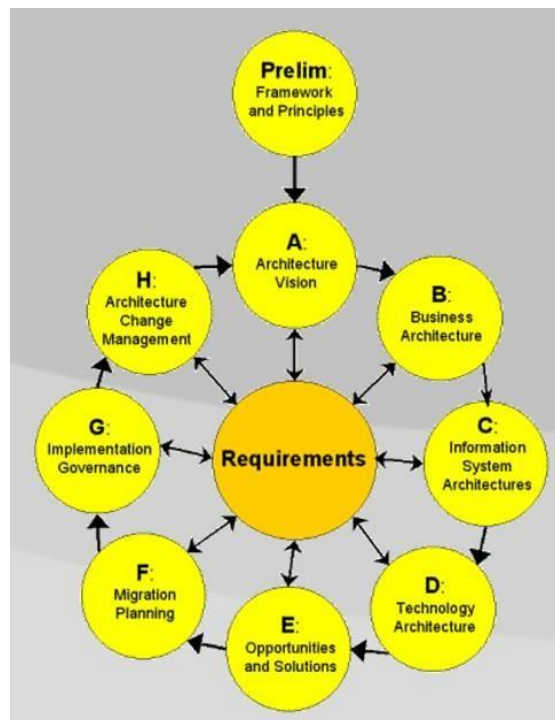 Prelim:
Framework
and Principles
A:
Architecture
Vision
B:
Business
Architecture
C:
Information
System
Architectures
D:
Technology
Architecture
E:
Opportunities
and Solutions
F:
Migration
Planning
G:
Implementation
Governance
H:
Architecture
Change
Management
Requirements